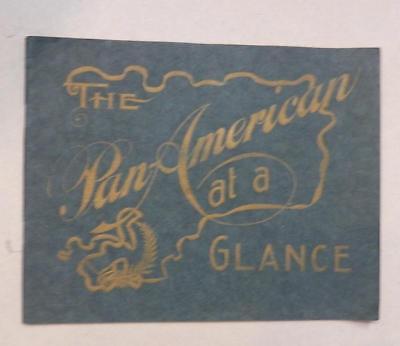 THE
Pan-American
at a
GLANCE